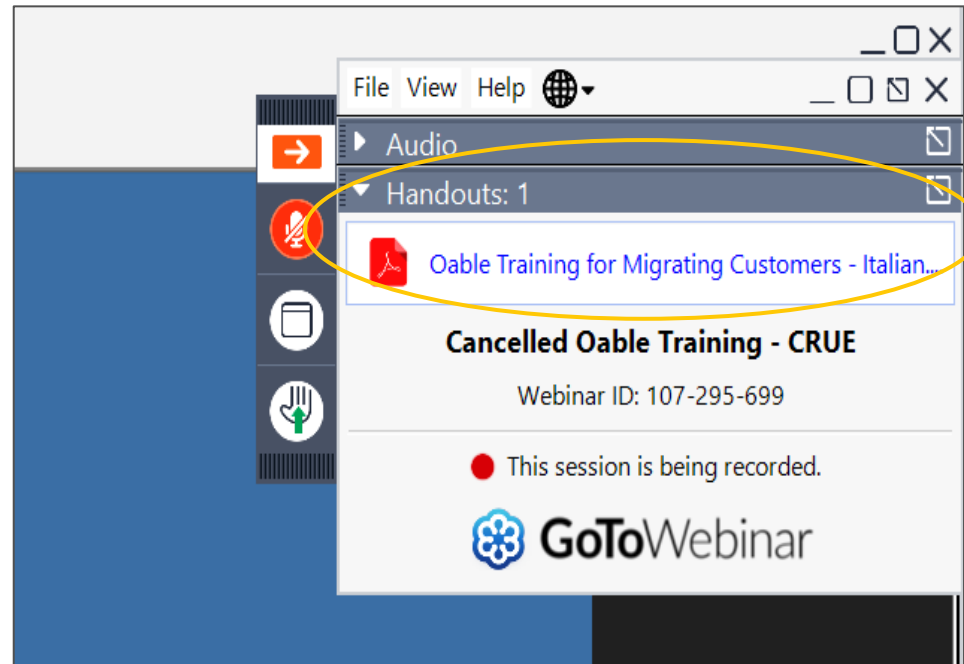 File View Help
Audio
Handouts: 1
Oable Training for Migrating Customers - Italian...
Cancelled Oable Training - CRUE
Webinar ID: 107-295-699
This session is being recorded.
GoToWebinar